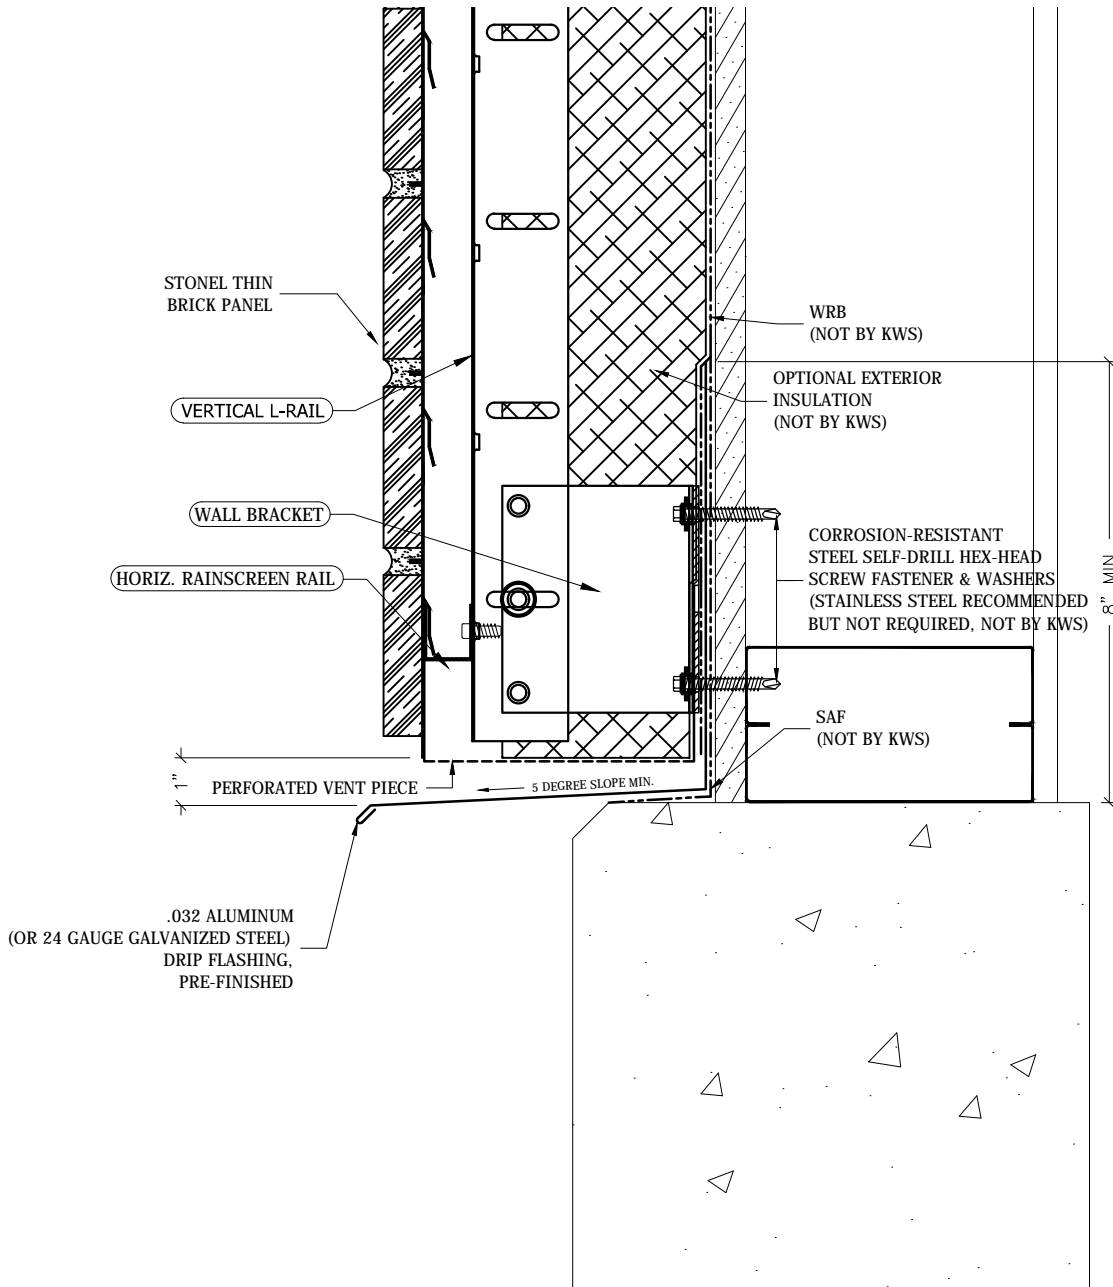 STONEL THIN
BRICK PANEL
WRB
(NOT BY KWS)
OPTIONAL EXTERIOR
INSULATION
(NOT BY KWS)
VERTICAL L-RAIL
WALL BRACKET
HORIZ. RAINSCREEN RAIL
CORROSION-RESISTANT
STEEL SELF-DRILL HEX-HEAD
SCREW FASTENER & WASHERS
(STAINLESS STEEL RECOMMENDED
BUT NOT REQUIRED, NOT BY KWS)
8" MIN
SAF
(NOT BY KWS)
1"
PERFORATED VENT PIECE
5 DEGREE SLOPE MIN.
.032 ALUMINUM
(OR 24 GAUGE GALVANIZED STEEL)
DRIP FLASHING,
PRE-FINISHED